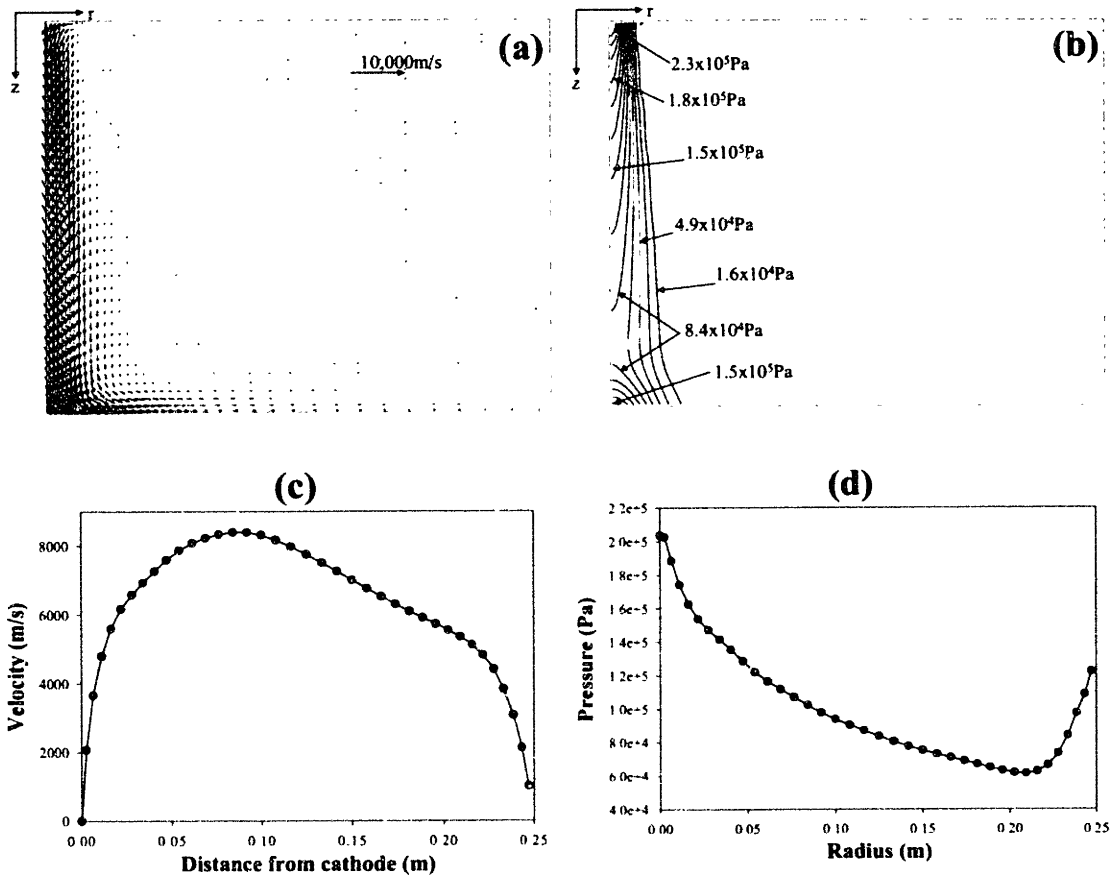 r
z
(a)
10,000m/s
r
z
(b)
2.3x10⁵Pa
1.8x10⁵Pa
1.5x10⁵Pa
4.9x10⁴Pa
1.6x10⁴Pa
8.4x10⁴Pa
1.5x10⁵Pa
(c)
Velocity (m/s)
8000
6000
4000
2000
0
0 00 0 05 0 10 0 15 0 20 0 25
Distance from cathode (m)
(d)
Pressure (Pa)
2 2e+5
2 0e+5
1 8e+5
1 6e+5
1 4e+5
1 2e+5
1 0e+5
8 0e+4
6 0e+4
4 0e+4
0 00 0 05 0 10 0 15 0 20 0 25
Radius (m)